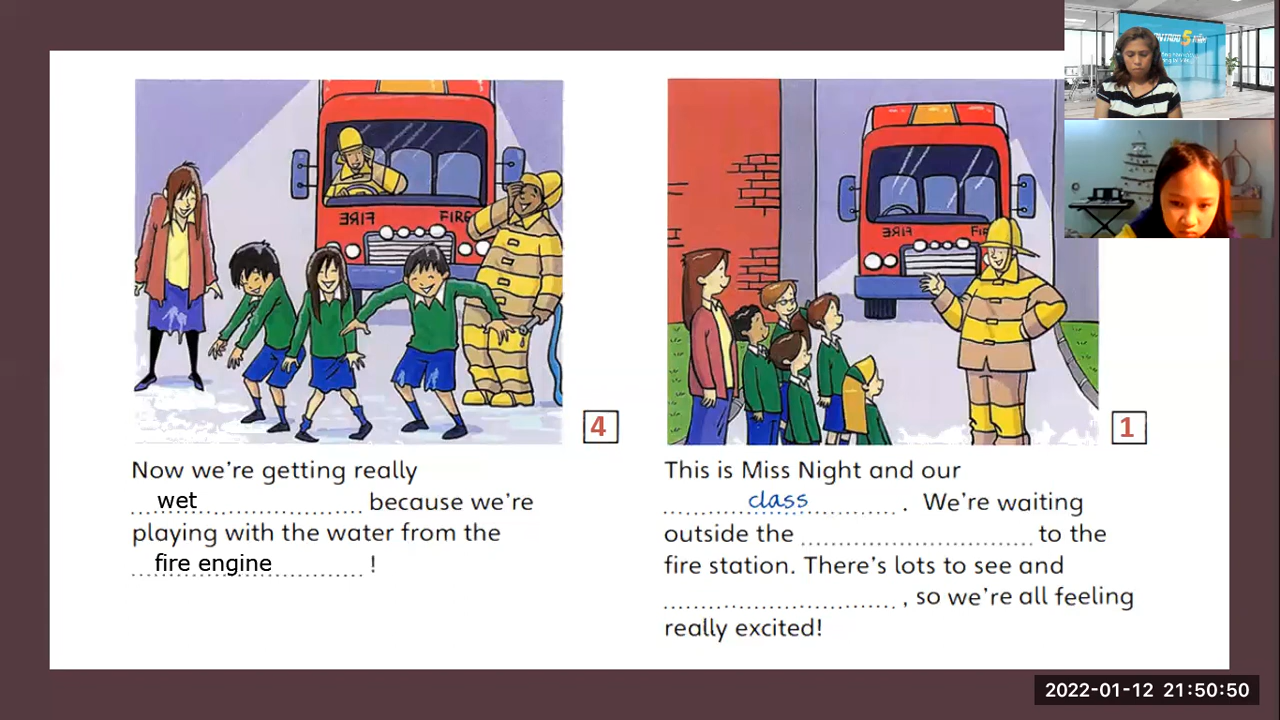 FIRE
FIRE
4
Now we're getting really
wet because we're
playing with the water from the
fire engine !
FIRE
1
This is Miss Night and our
class . We're waiting
outside the to the
fire station. There's lots to see and
, so we're all feeling
really excited!
2022-01-12 21:50:50